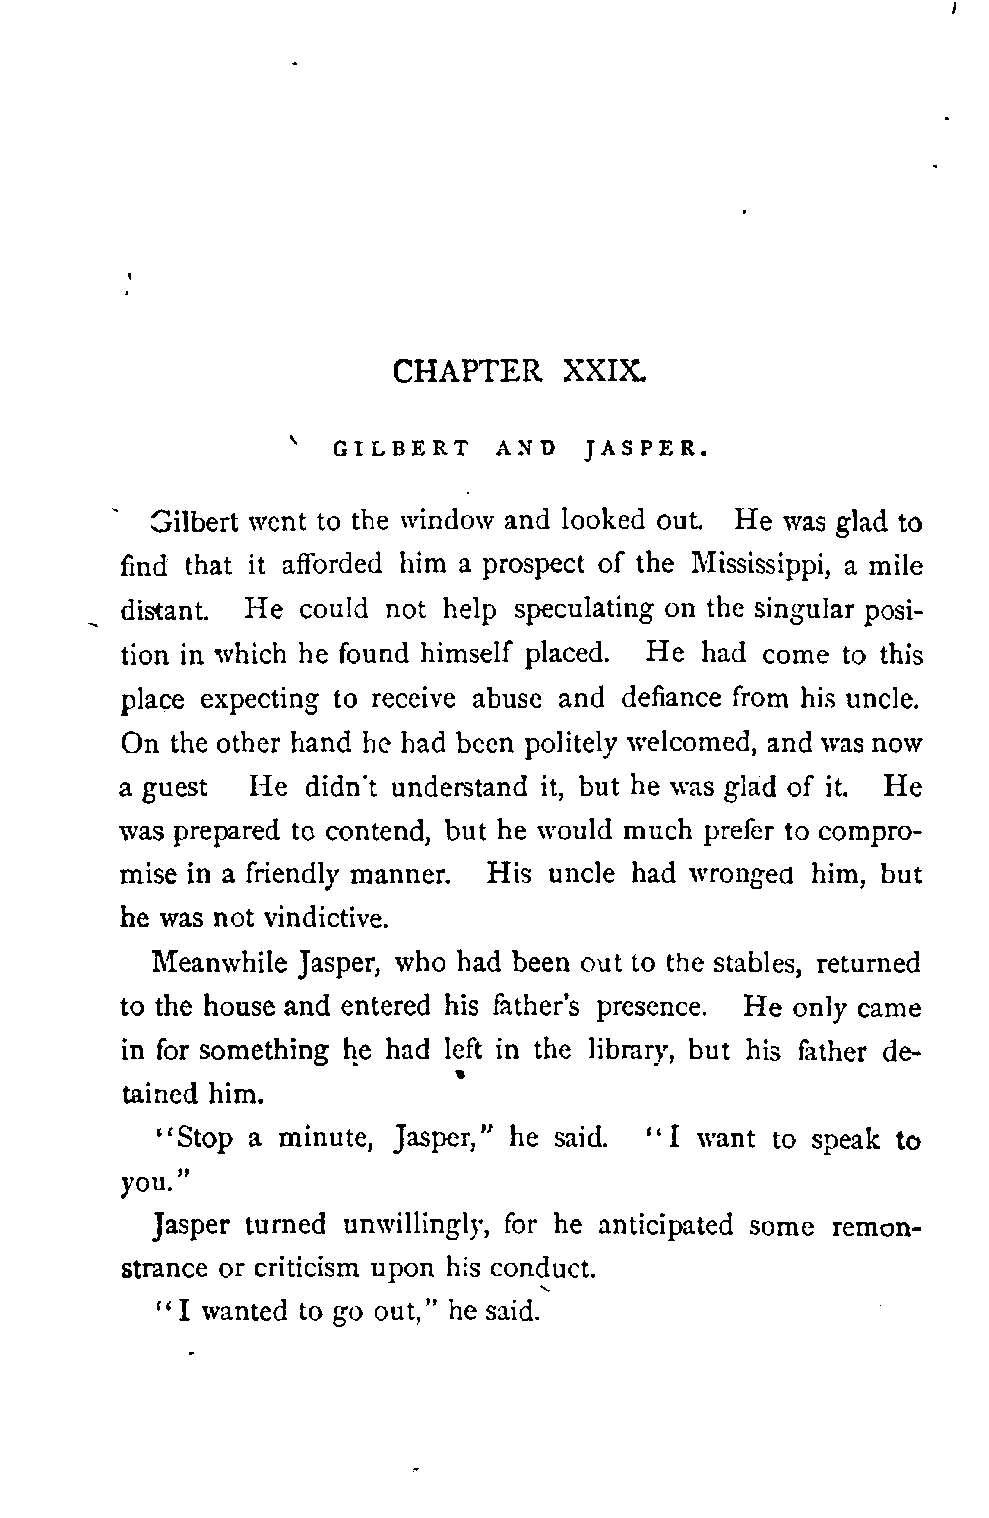 CHAPTER XXIX.
GILBERT AND JASPER.
Gilbert went to the window and looked out. He was glad to
find that it afforded him a prospect of the Mississippi, a mile
distant. He could not help speculating on the singular posi-
tion in which he found himself placed. He had come to this
place expecting to receive abuse and defiance from his uncle.
On the other hand he had been politely welcomed, and was now
a guest He didn't understand it, but he was glad of it. He
was prepared to contend, but he would much prefer to compro-
mise in a friendly manner. His uncle had wronged him, but
he was not vindictive.
Meanwhile Jasper, who had been out to the stables, returned
to the house and entered his father's presence. He only came
in for something he had left in the library, but his father de-
tained him.
"Stop a minute, Jasper," he said. "I want to speak to
you."
Jasper turned unwillingly, for he anticipated some remon-
strance or criticism upon his conduct.
"I wanted to go out," he said.